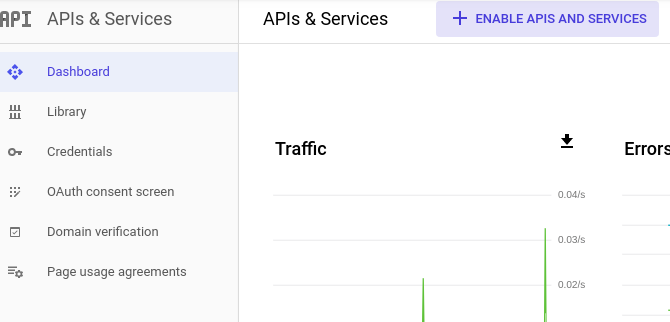 API APIs & Services
Dashboard
Library
Credentials
OAuth consent screen
Domain verification
Page usage agreements
APIs & Services
ENABLE APIS AND SERVICES
Traffic
0.04/s
0.03/s
0.02/s
Errors